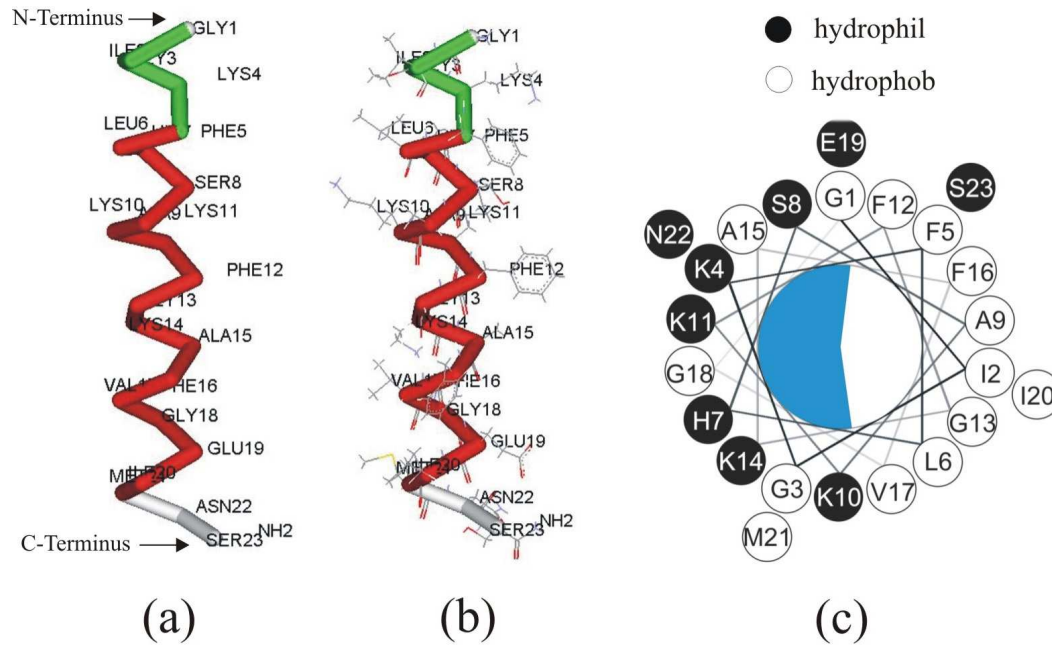 N-Terminus
GLY1
LYS4
LEU6
PHE5
SER8
LYS10
LYS11
PHE12
LYS14
ALA15
GLY18
GLU19
ASN22
NH2
SER23
C-Terminus
(a)
GLY1
LYS4
LEU6
PHE5
SER8
LYS10
LYS11
PHE12
ALA15
GLY18
GLU19
ASN22
NH2
SER23
(b)
hydrophil
hydrophob
E19
S23
S8
G1
F12
N22
A15
F5
K4
F16
K11
A9
G18
I2
I20
H7
G13
K14
L6
G3
K10
V17
M21
(c)